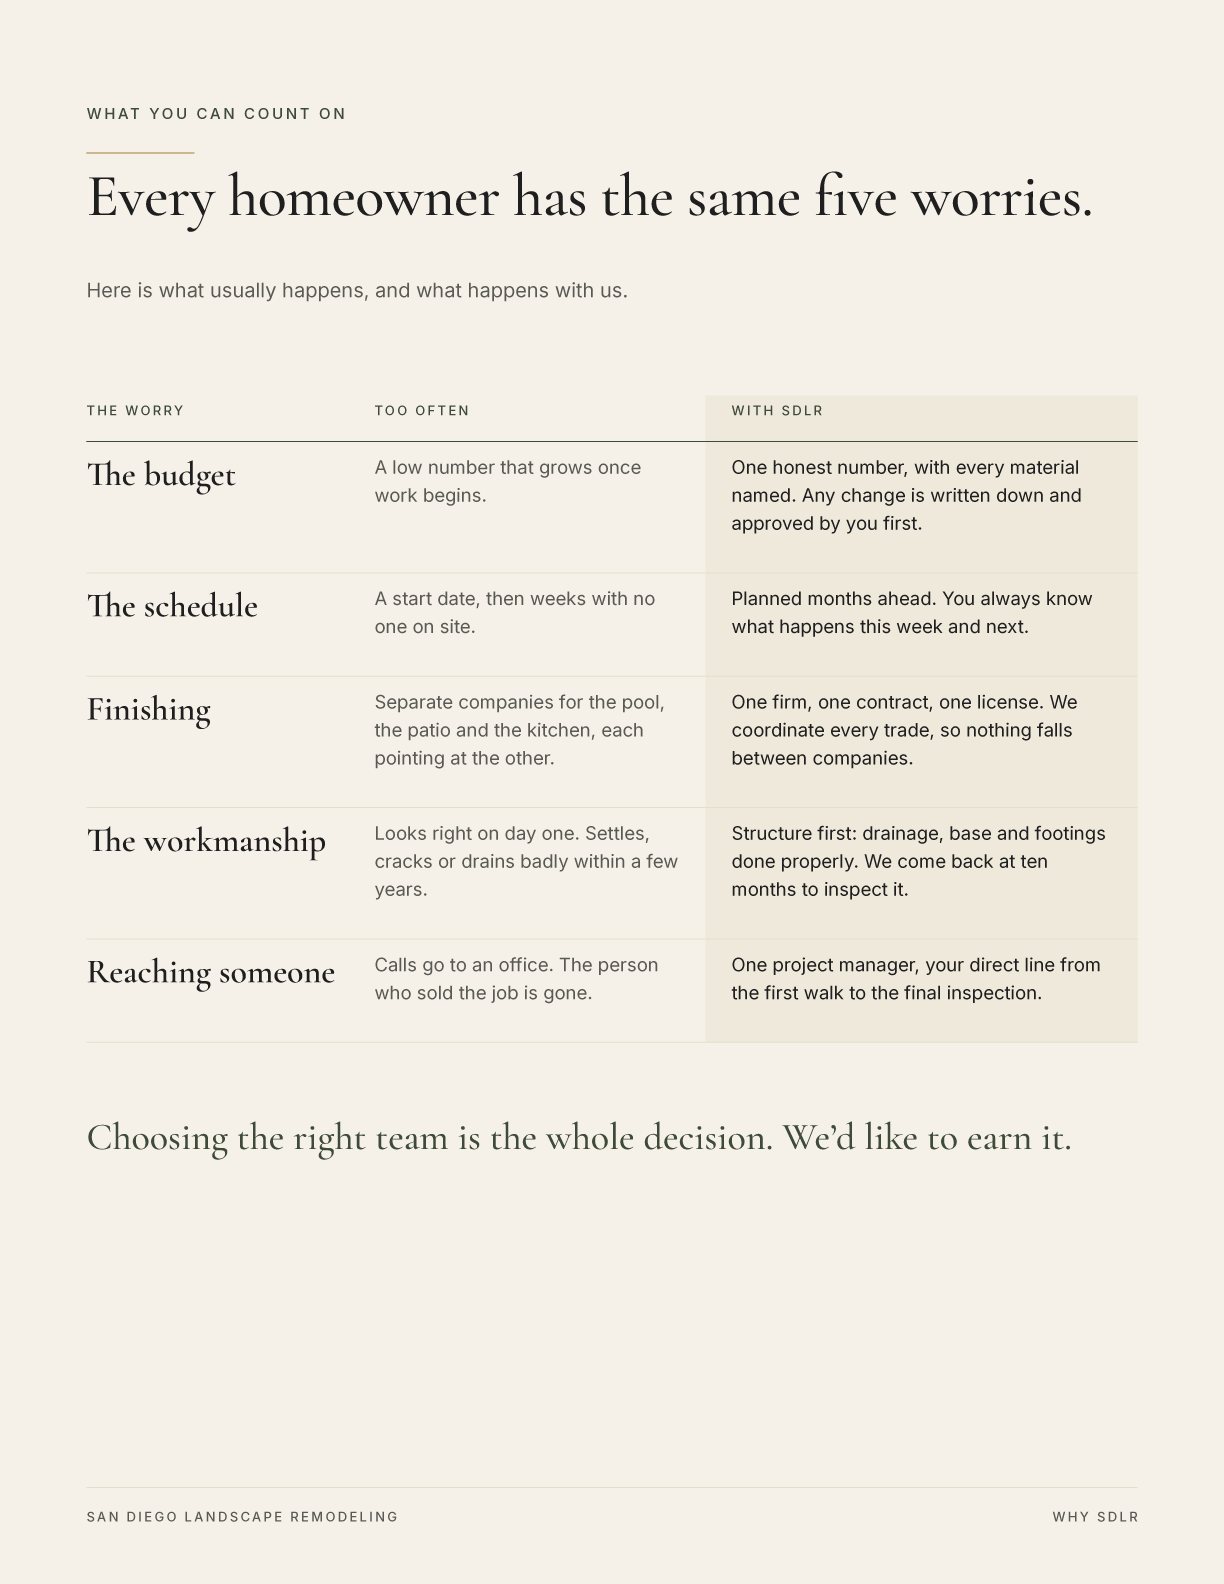 WHAT YOU CAN COUNT ON
Every homeowner has the same five worries.
Here is what usually happens, and what happens with us.
THE WORRY
TOO OFTEN
WITH SDLR
The budget
A low number that grows once
work begins.
One honest number, with every material
named. Any change is written down and
approved by you first.
The schedule
A start date, then weeks with no
one on site.
Planned months ahead. You always know
what happens this week and next.
Finishing
Separate companies for the pool,
the patio and the kitchen, each
pointing at the other.
One firm, one contract, one license. We
coordinate every trade, so nothing falls
between companies.
The workmanship
Looks right on day one. Settles,
cracks or drains badly within a few
years.
Structure first: drainage, base and footings
done properly. We come back at ten
months to inspect it.
Reaching someone
Calls go to an office. The person
who sold the job is gone.
One project manager, your direct line from
the first walk to the final inspection.
Choosing the right team is the whole decision. We’d like to earn it.
SAN DIEGO LANDSCAPE REMODELING
WHY SDLR